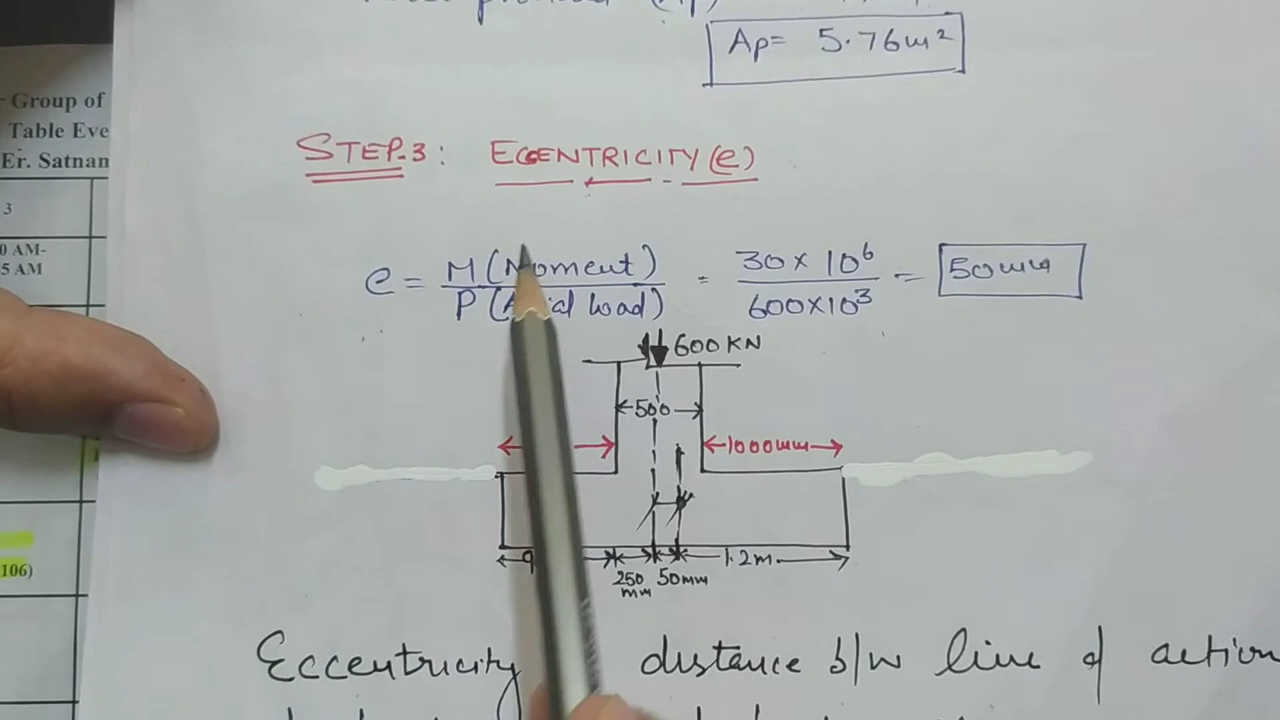 Ap= 5.76m²
- Group of
Table Eve
Er. Satnan
3
0 AM-
5 AM
106)
STEP-3: ECCENTRICITY (e)
e = M (Moment) / P (Axial load) = 30×10⁶ / 600×10³ = 50mm
600 KN
500
1000mm
250 mm 50mm 1.2m
Eccentricity distance b/w line of action